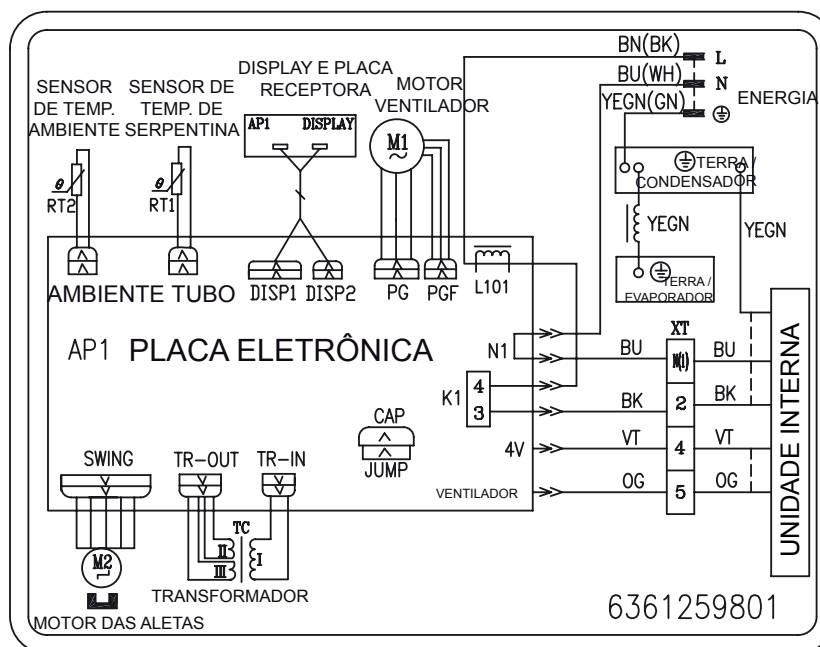 BN(BK)
L
BU(WH)
N
YEGN(GN)
ENERGIA
SENSOR
DE TEMP.
AMBIENTE
SENSOR DE
TEMP. DE
SERPENTINA
DISPLAY E PLACA
RECEPTORA
MOTOR
VENTILADOR
AP1 DISPLAY
M1
~
θ
RT2
θ
RT1
TERRA /
CONDENSADOR
YEGN
YEGN
TERRA /
EVAPORADOR
AMBIENTE TUBO
DISP1 DISP2
PG
PGF
L101
AP1 PLACA ELETRÔNICA
N1
K1
4
3
CAP
JUMP
4V
VENTILADOR
XT
BU
N(1)
BU
BK
2
BK
VT
4
VT
OG
5
OG
UNIDADE INTERNA
SWING
TR-OUT
TR-IN
TC
II
III
I
M2
TRANSFORMADOR
MOTOR DAS ALETAS
6361259801